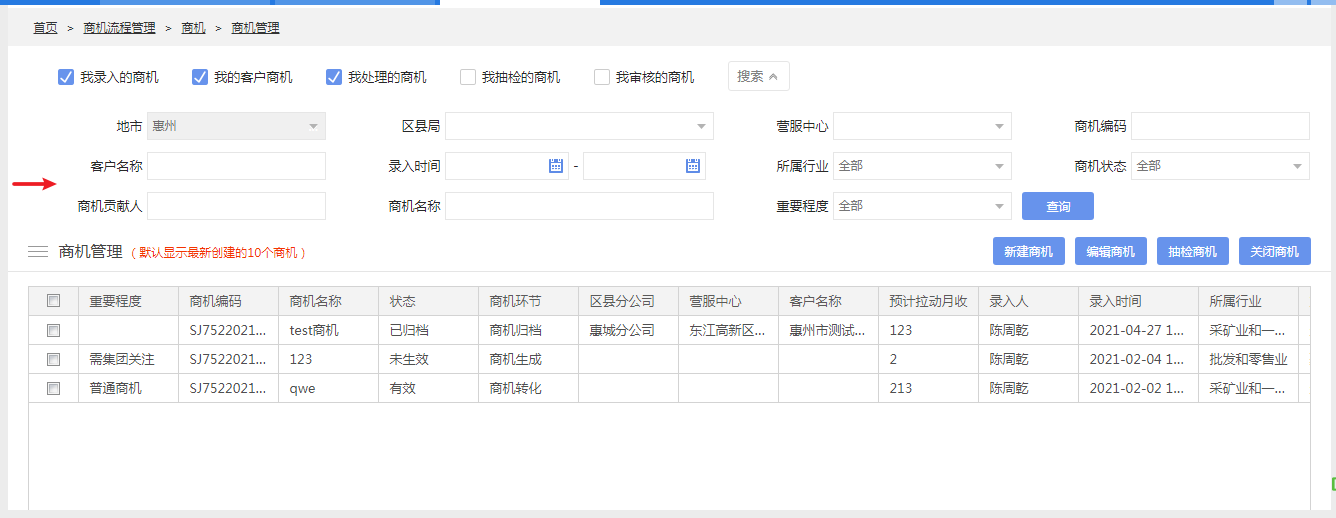 首页 > 商机流程管理 > 商机 > 商机管理
我录入的商机 我的客户商机 我处理的商机 我抽检的商机 我审核的商机 搜索
地市 惠州 区县局 营服中心 商机编码
客户名称 录入时间 - 所属行业 全部 商机状态 全部
商机贡献人 商机名称 重要程度 全部 查询
商机管理 （默认显示最新创建的10个商机） 新建商机 编辑商机 抽检商机 关闭商机
重要程度 商机编码 商机名称 状态 商机环节 区县分公司 营服中心 客户名称 预计拉动月收 录入人 录入时间 所属行业
SJ7522021... test商机 已归档 商机归档 惠城分公司 东江高新区... 惠州市测试... 123 陈周乾 2021-04-27 1... 采矿业和一...
需集团关注 SJ7522021... 123 未生效 商机生成 2 陈周乾 2021-02-04 1... 批发和零售业
普通商机 SJ7522021... qwe 有效 商机转化 213 陈周乾 2021-02-02 1... 采矿业和一...